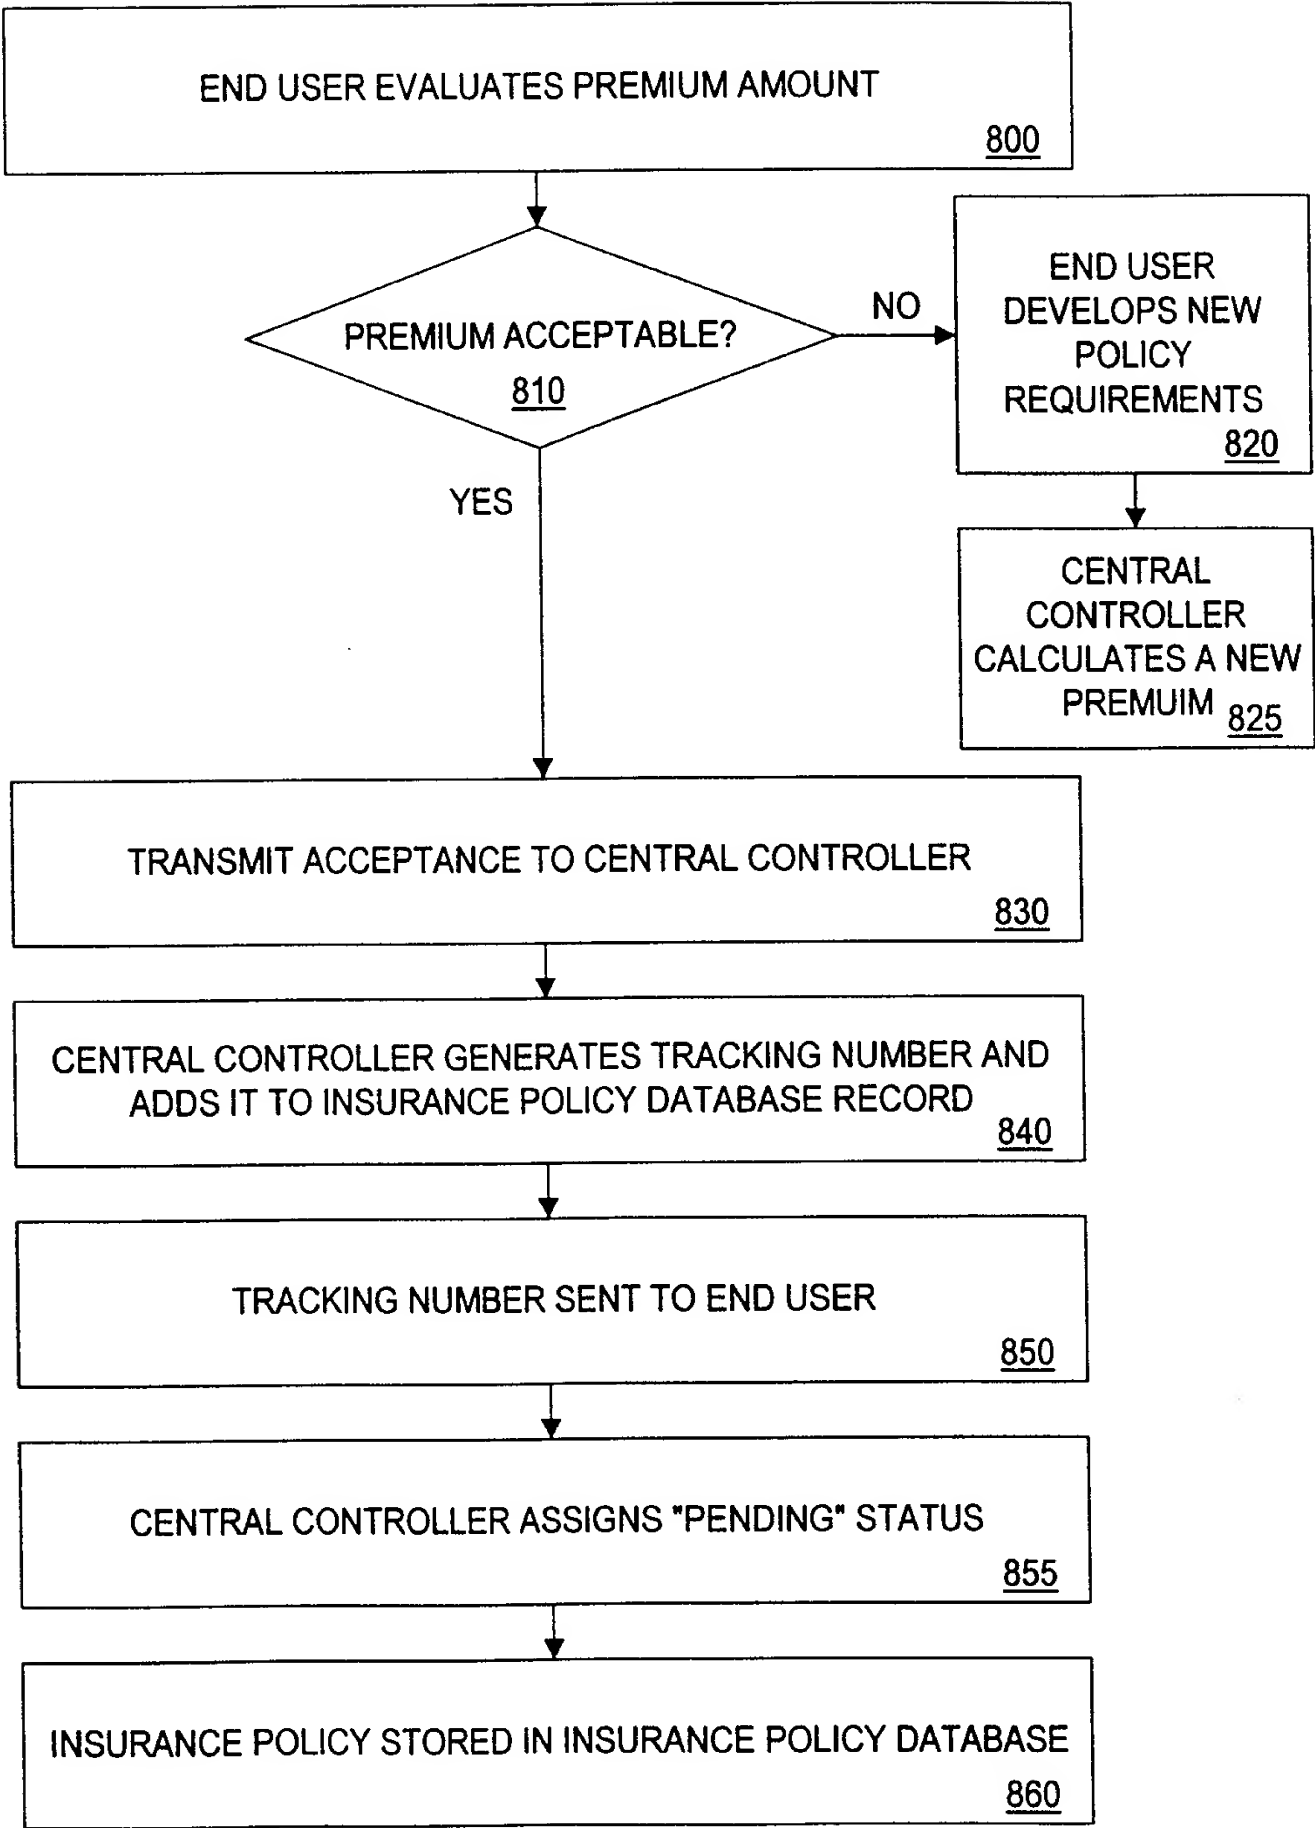 END USER EVALUATES PREMIUM AMOUNT
800
PREMIUM ACCEPTABLE?
810
NO
END USER
DEVELOPS NEW
POLICY
REQUIREMENTS
820
YES
CENTRAL
CONTROLLER
CALCULATES A NEW
PREMUIM 825
TRANSMIT ACCEPTANCE TO CENTRAL CONTROLLER
830
CENTRAL CONTROLLER GENERATES TRACKING NUMBER AND
ADDS IT TO INSURANCE POLICY DATABASE RECORD
840
TRACKING NUMBER SENT TO END USER
850
CENTRAL CONTROLLER ASSIGNS "PENDING" STATUS
855
INSURANCE POLICY STORED IN INSURANCE POLICY DATABASE
860